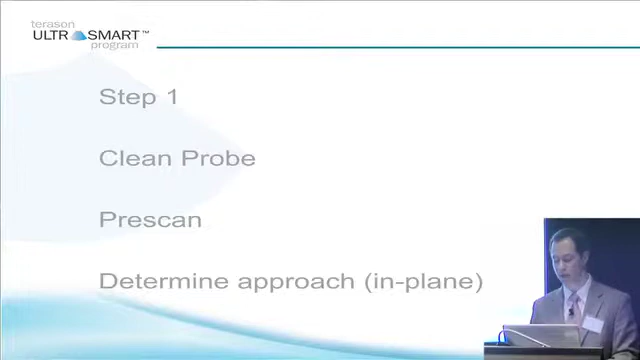 terason
ULTRASMART™
program
Step 1
Clean Probe
Prescan
Determine approach (in-plane)